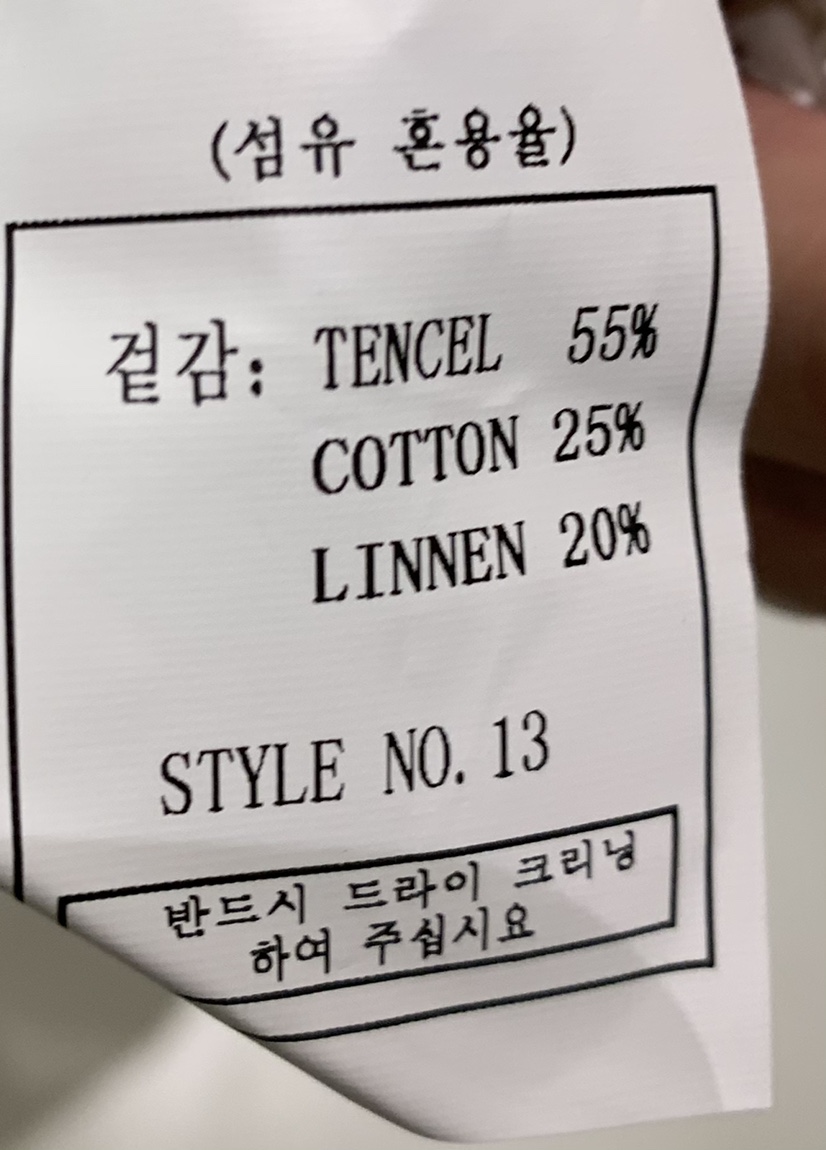 (섬유 혼용율)
겉감: TENCEL 55%
COTTON 25%
LINNEN 20%
STYLE NO. 13
반드시 드라이 크리닝
하여 주십시요